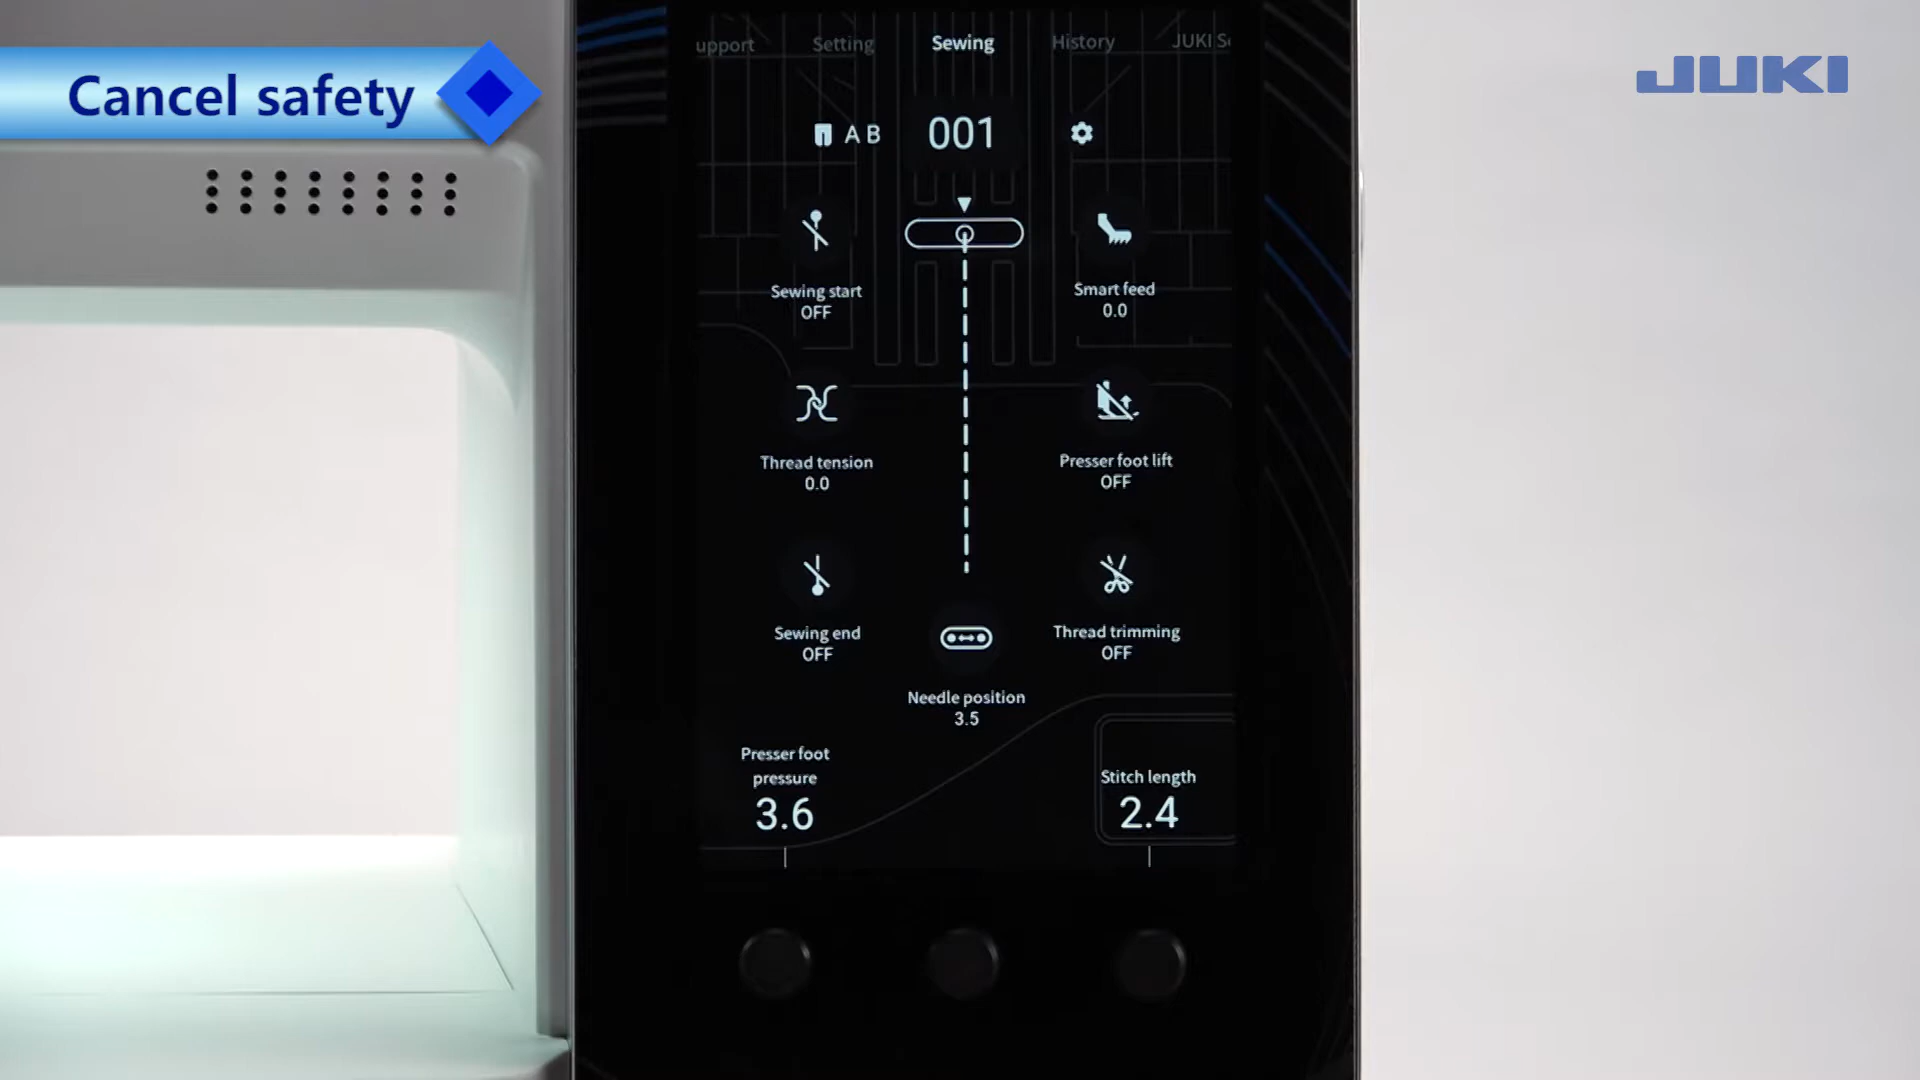 Cancel safety
JUKI
upport
Setting
Sewing
History
JUKI S
A B
001
Sewing start
OFF
Smart feed
0.0
Thread tension
0.0
Presser foot lift
OFF
Sewing end
OFF
Thread trimming
OFF
Needle position
3.5
Presser foot
pressure
3.6
Stitch length
2.4